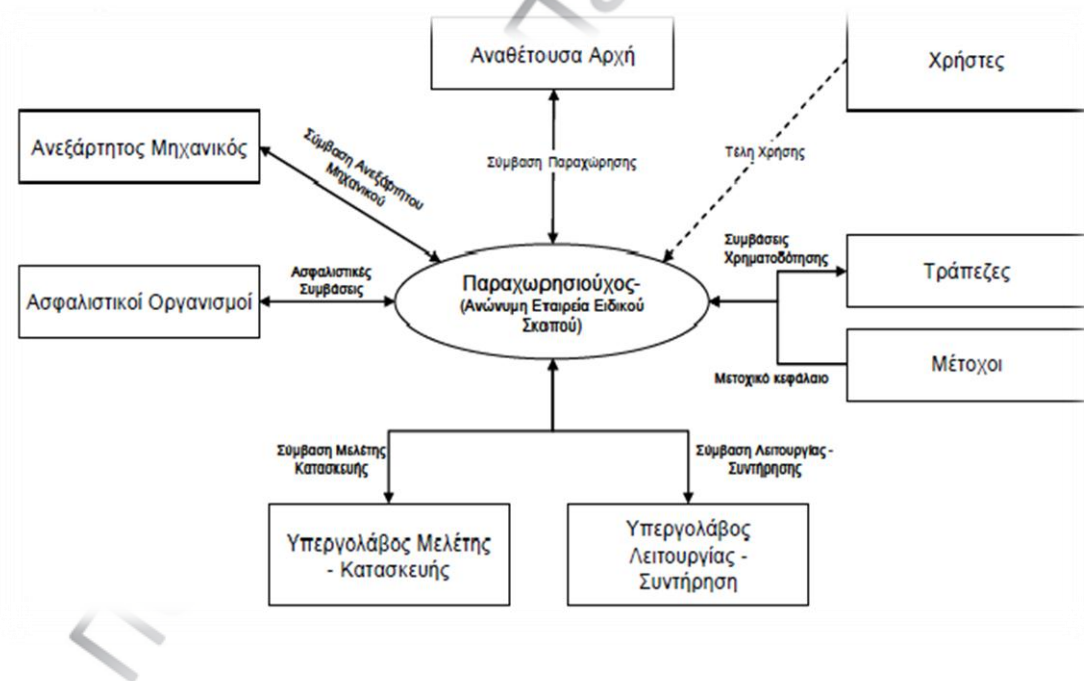 Αναθέτουσα Αρχή
Χρήστες
Ανεξάρτητος Μηχανικός
Σύμβαση Ανεξάρτητου
Μηχανικού
Σύμβαση Παραχώρησης
Τέλη Χρήσης
Ασφαλιστικοί Οργανισμοί
Ασφαλιστικές
Συμβάσεις
Παραχωρησιούχος-
(Ανώνυμη Εταιρεία Ειδικού
Σκοπού)
Συμβάσεις
Χρηματοδότησης
Τράπεζες
Μετοχικό κεφάλαιο
Μέτοχοι
Σύμβαση Μελέτης
Κατασκευής
Σύμβαση Λειτουργίας -
Συντήρησης
Υπεργολάβος Μελέτης
- Κατασκευής
Υπεργολάβος
Λειτουργίας -
Συντήρηση